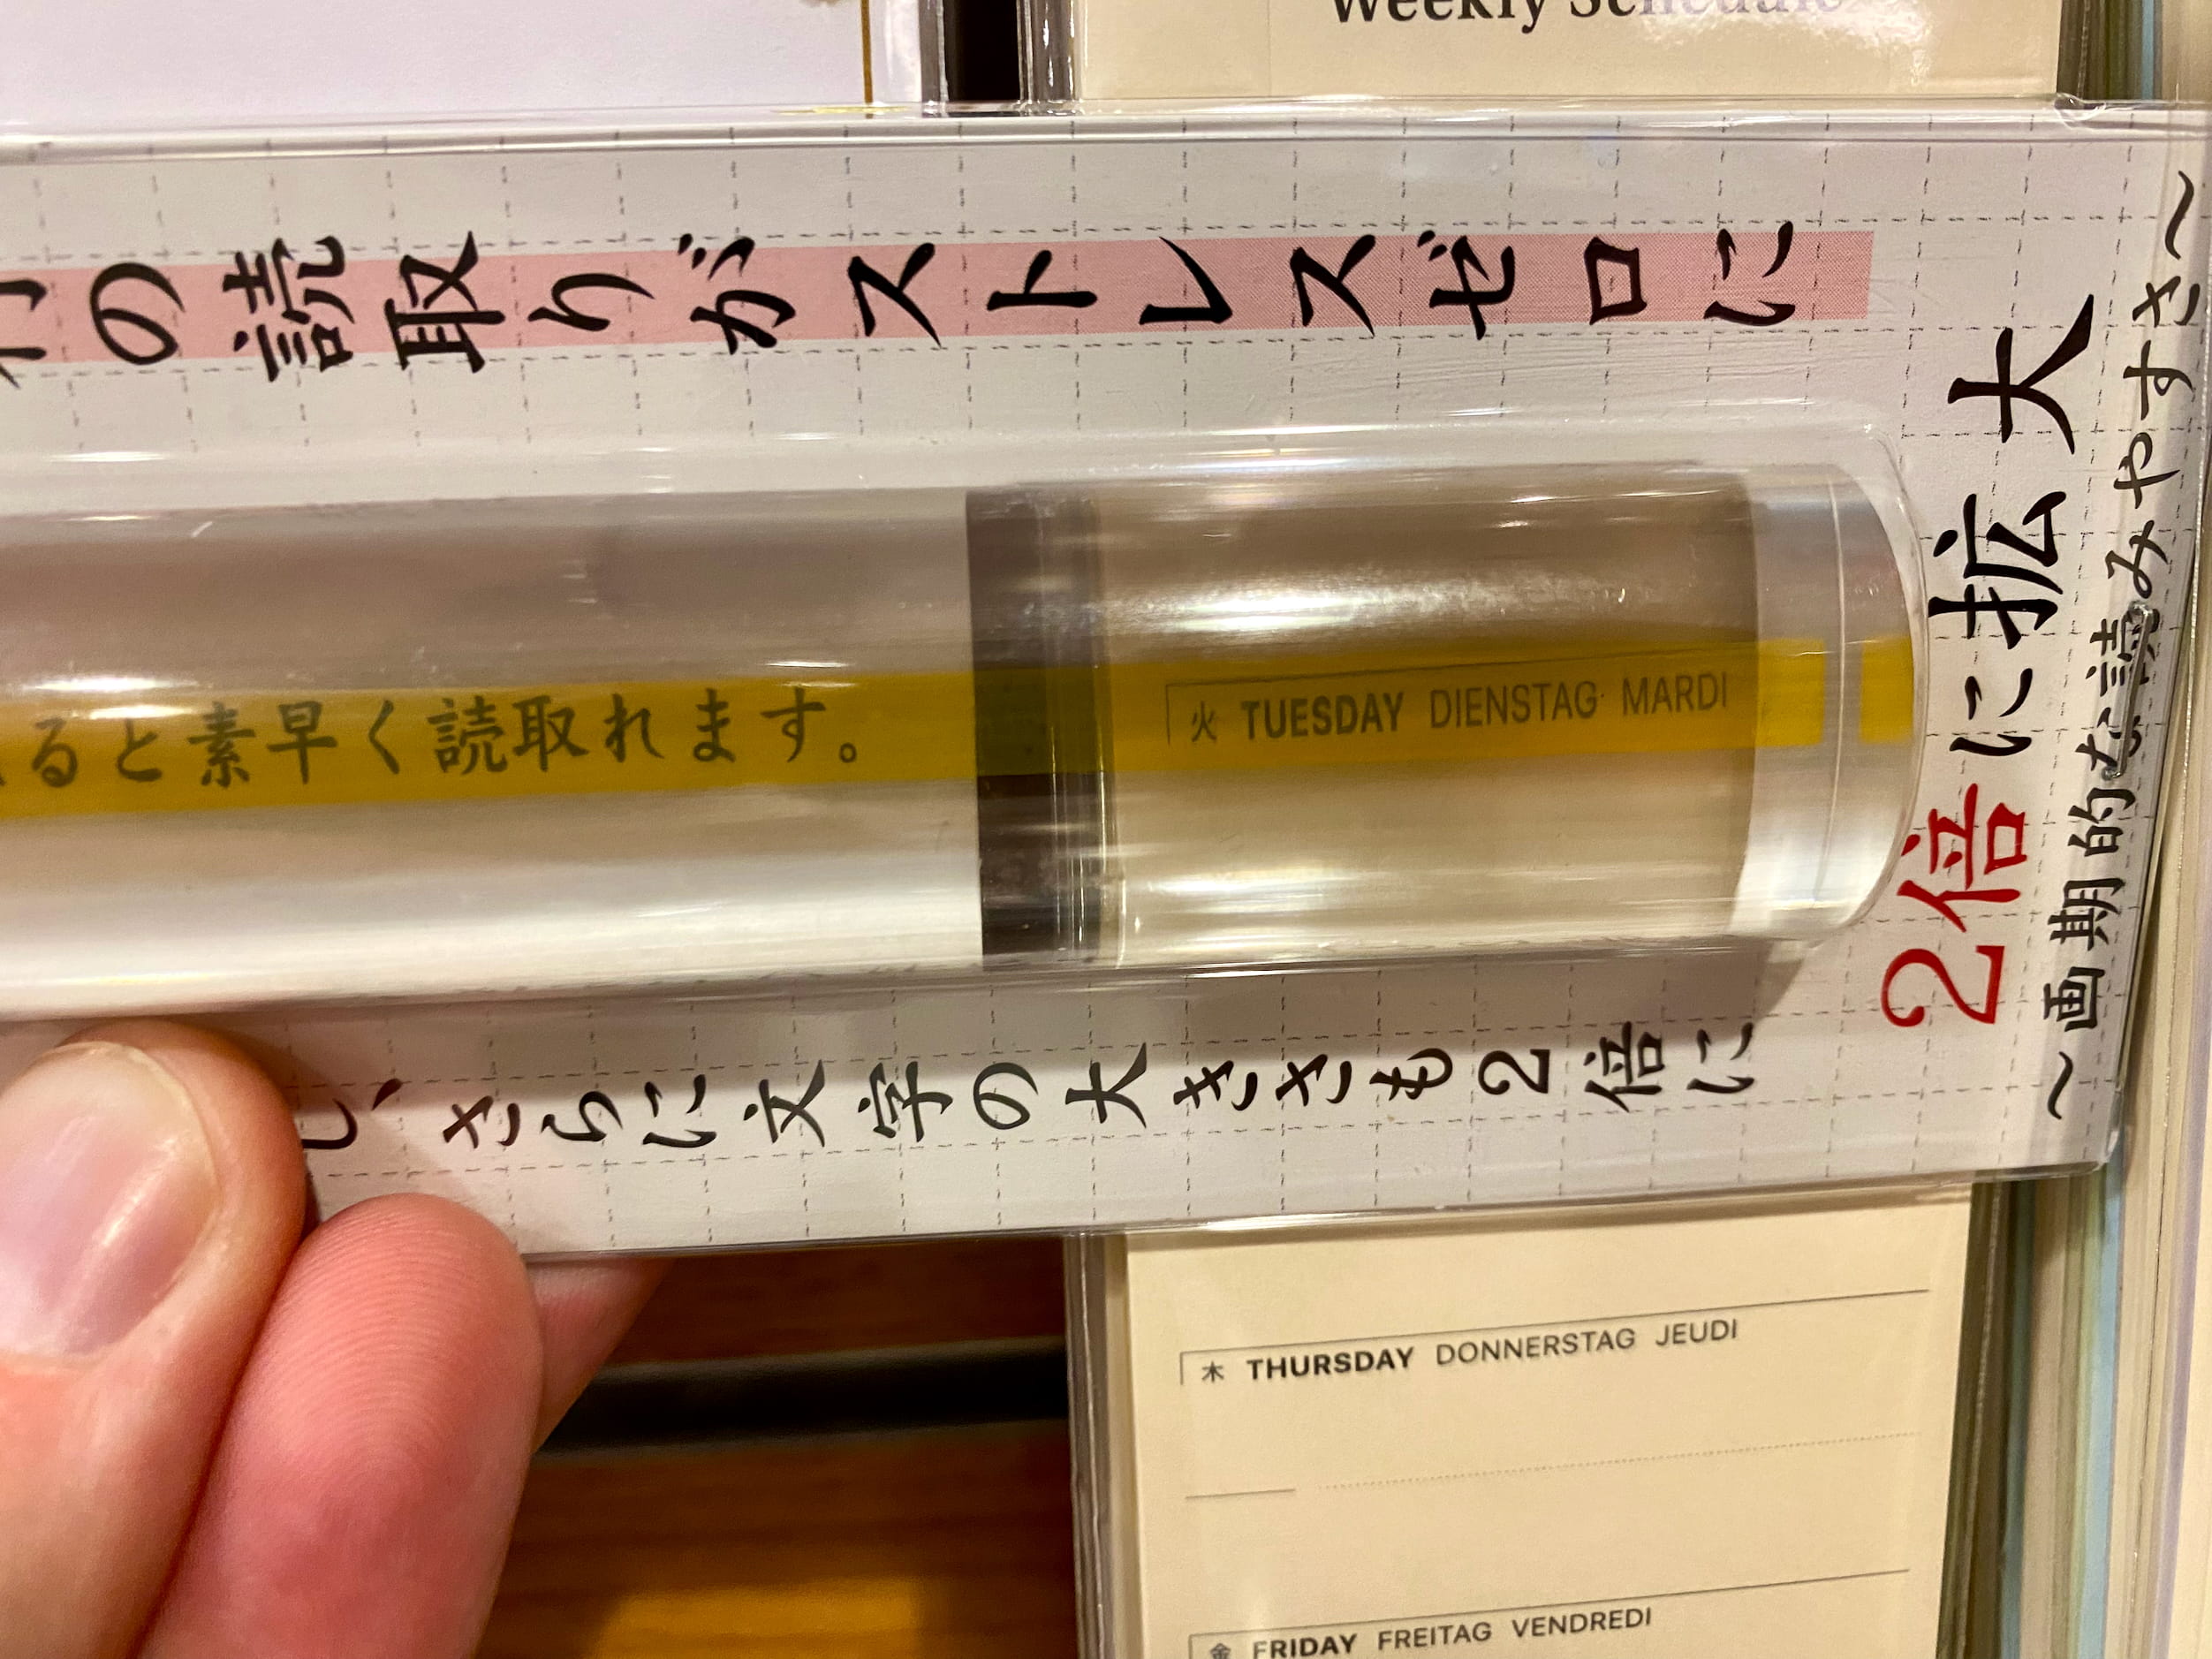 Weekly Schedule
の読取りがストレスゼロに
2倍に拡大
～画期的な読みやすさ～
ると素早く読取れます。
火 TUESDAY DIENSTAG MARDI
し、さらに文字の大きさも2倍に
木 THURSDAY DONNERSTAG JEUDI
金 FRIDAY FREITAG VENDREDI